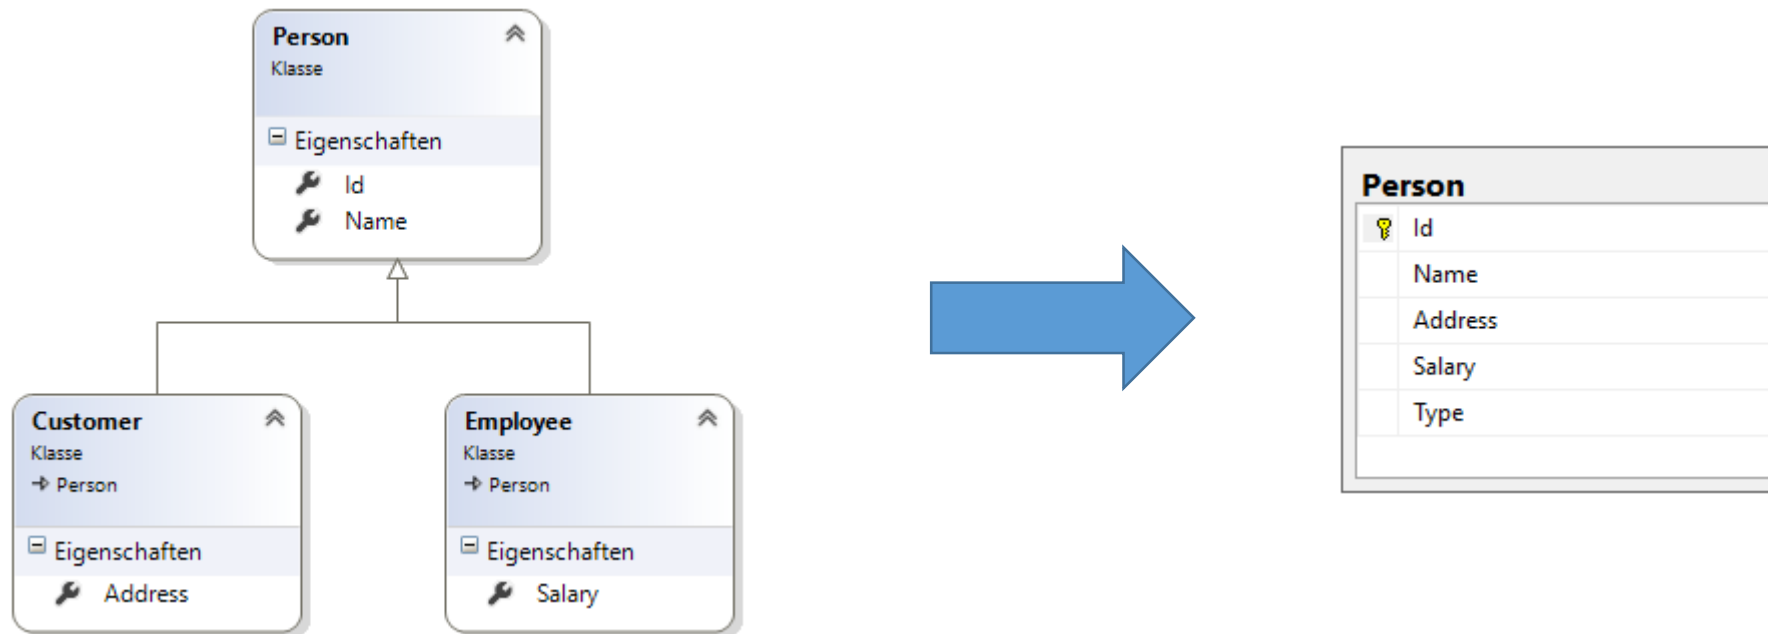 Person
Klasse
Eigenschaften
Id
Name
Customer
Klasse
Person
Eigenschaften
Address
Employee
Klasse
Person
Eigenschaften
Salary
Person
Id
Name
Address
Salary
Type